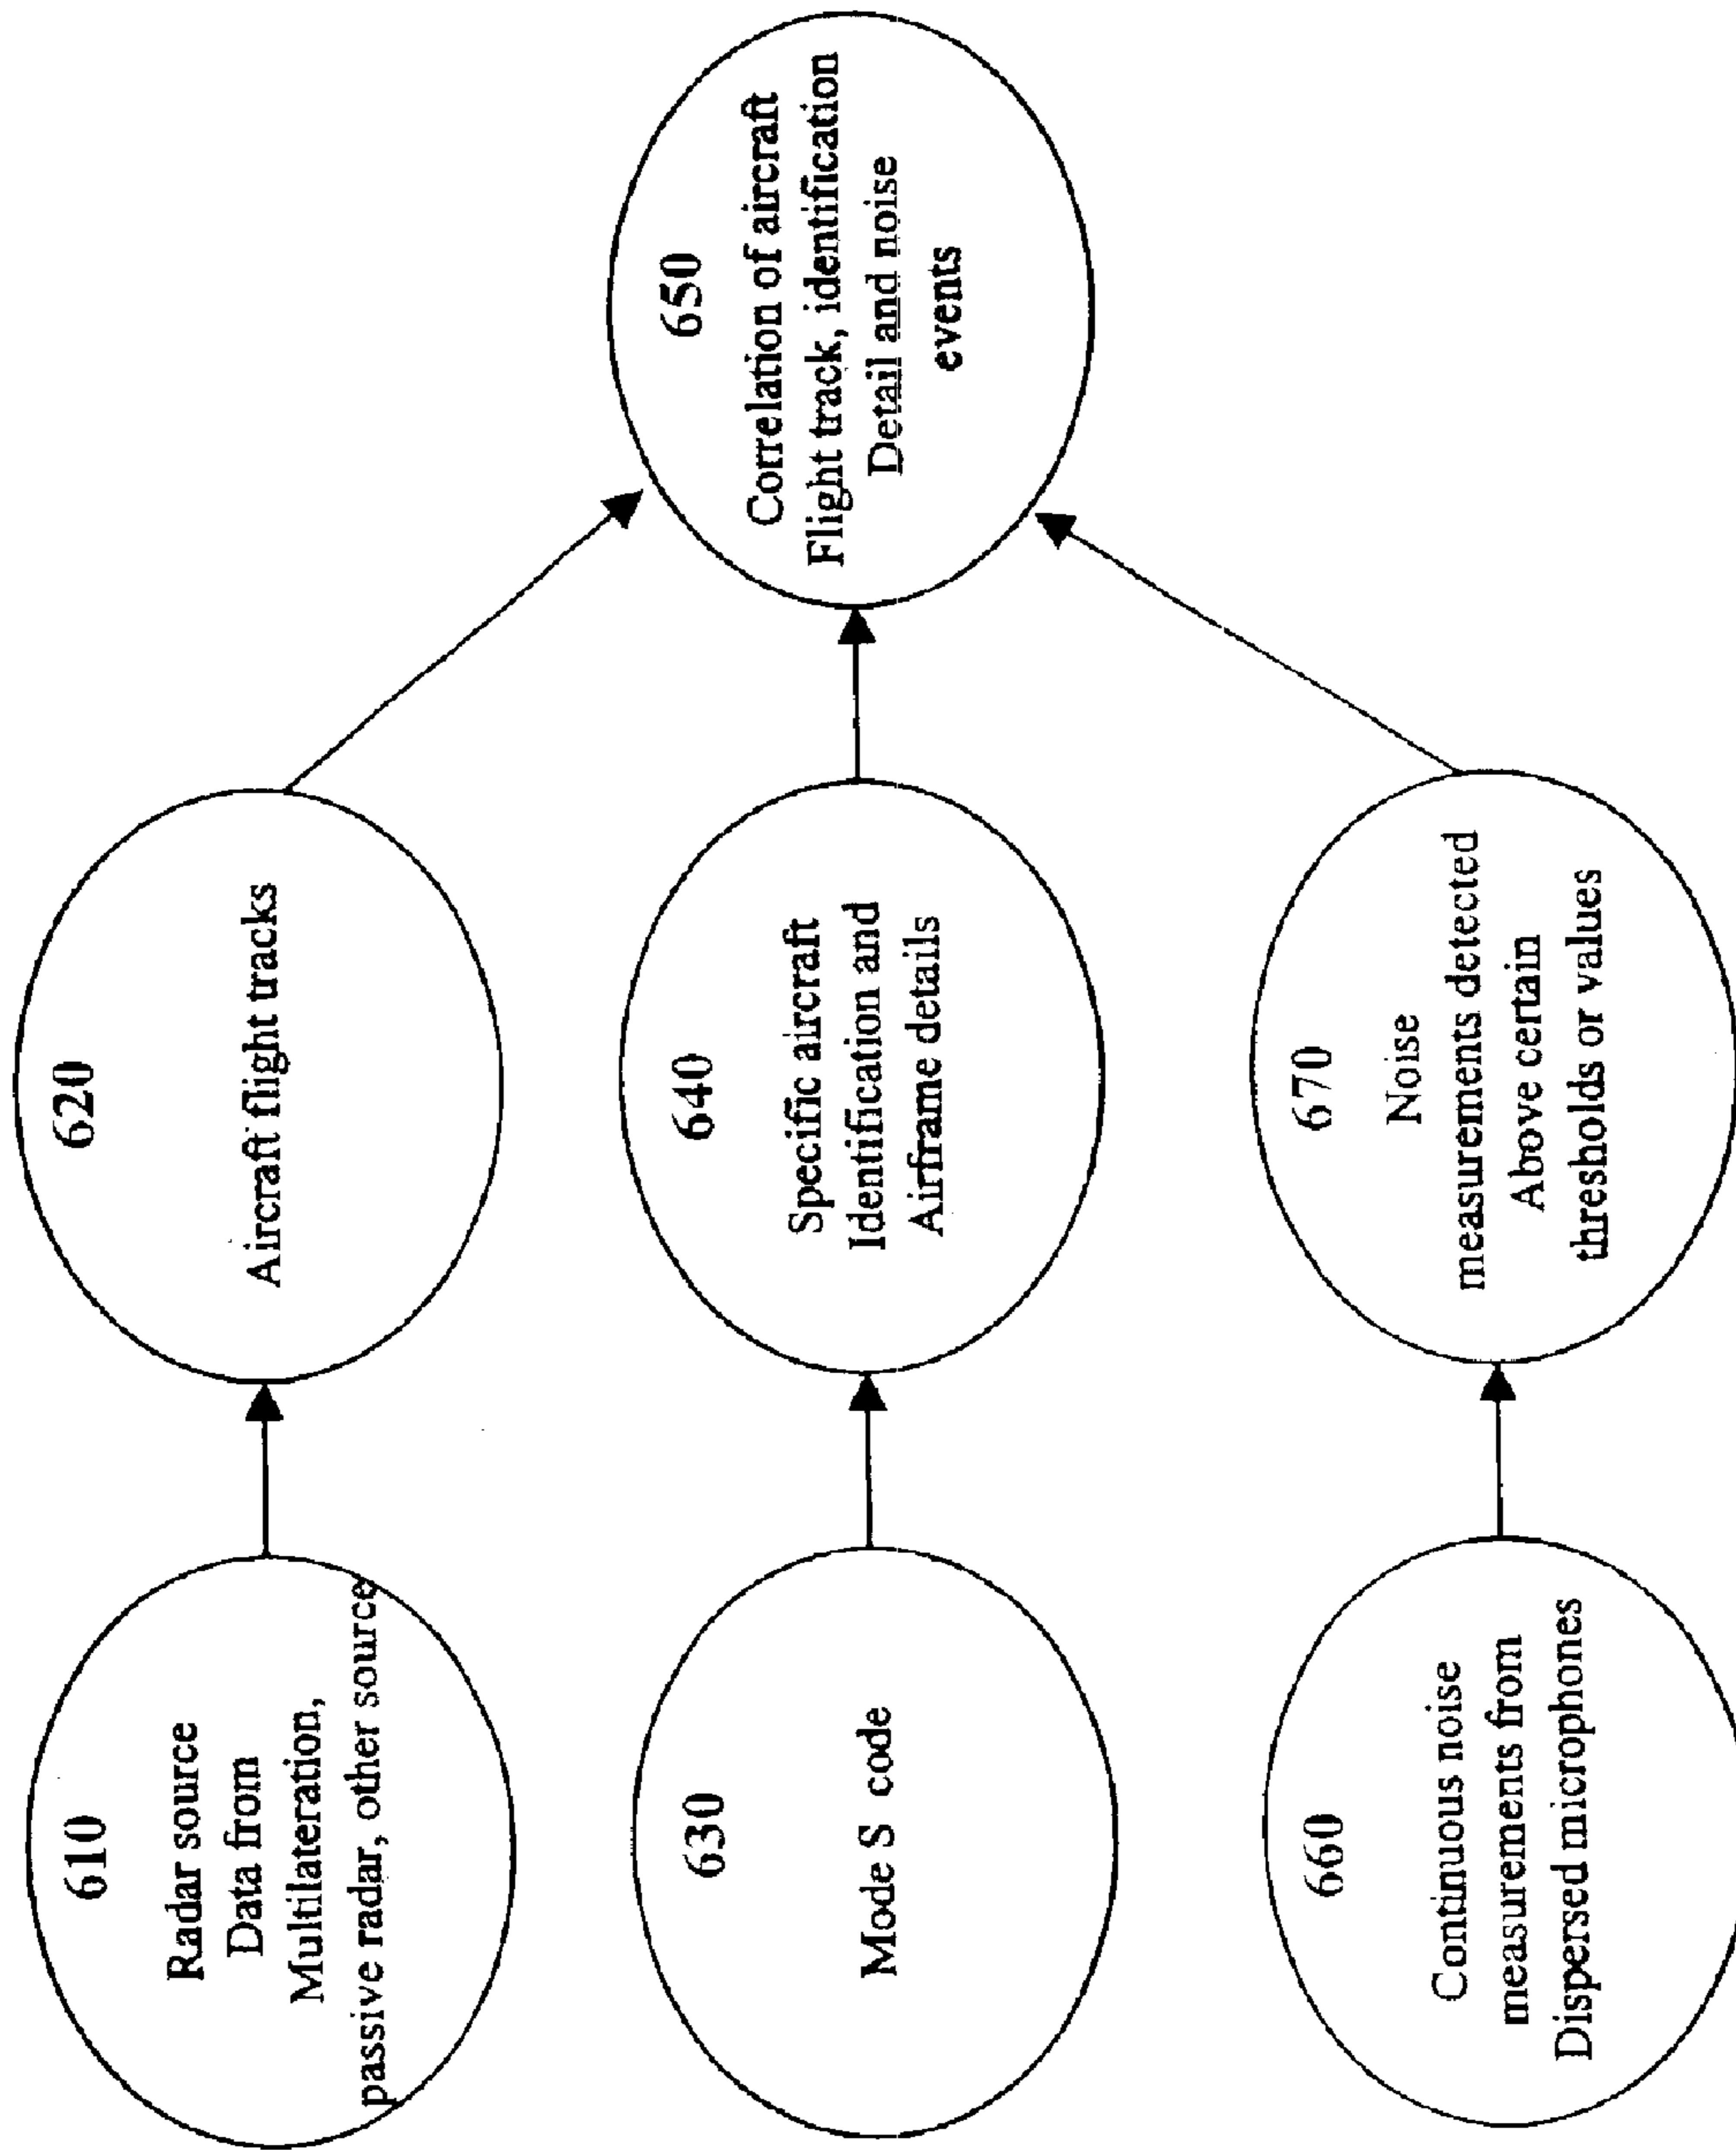 610
Radar source
Data from
Multilateration,
passive radar, other source
620
Aircraft flight tracks
630
Mode S code
640
Specific aircraft
Identification and
Airframe details
650
Correlation of aircraft
Flight track, identification
Detail and noise
events
660
Continuous noise
measurements from
Dispersed microphones
670
Noise
measurements detected
Above certain
thresholds or values